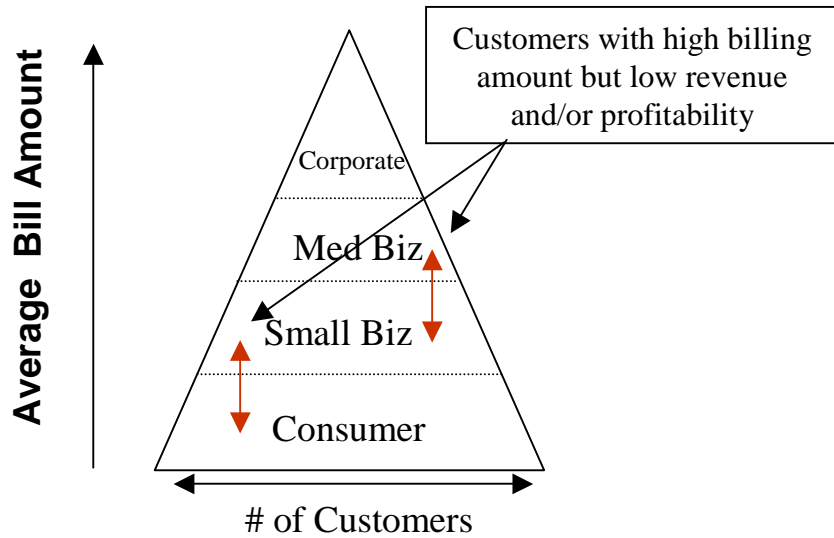 Customers with high billing
amount but low revenue
and/or profitability
Average Bill Amount
Corporate
Med Biz
Small Biz
Consumer
# of Customers